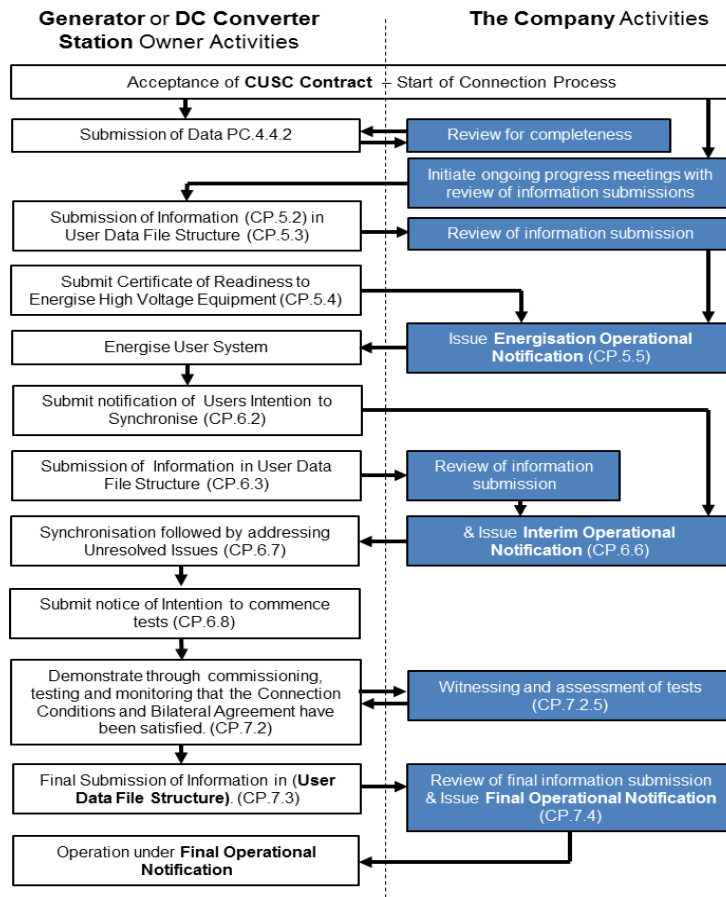 Generator or DC Converter
Station Owner Activities
The Company Activities
Acceptance of CUSC Contract – Start of Connection Process
Submission of Data PC.4.4.2
Review for completeness
Initiate ongoing progress meetings with
review of information submissions
Submission of Information (CP.5.2) in
User Data File Structure (CP.5.3)
Review of information submission
Submit Certificate of Readiness to
Energise High Voltage Equipment (CP.5.4)
Issue Energisation Operational
Notification (CP.5.5)
Energise User System
Submit notification of Users Intention to
Synchronise (CP.6.2)
Submission of Information in User Data
File Structure (CP.6.3)
Review of information
submission
Synchronisation followed by addressing
Unresolved Issues (CP.6.7)
& Issue Interim Operational
Notification (CP.6.6)
Submit notice of Intention to commence
tests (CP.6.8)
Demonstrate through commissioning,
testing and monitoring that the Connection
Conditions and Bilateral Agreement have
been satisfied. (CP.7.2)
Witnessing and assessment of tests
(CP.7.2.5)
Final Submission of Information in (User
Data File Structure). (CP.7.3)
Review of final information submission
& Issue Final Operational Notification
(CP.7.4)
Operation under Final Operational
Notification